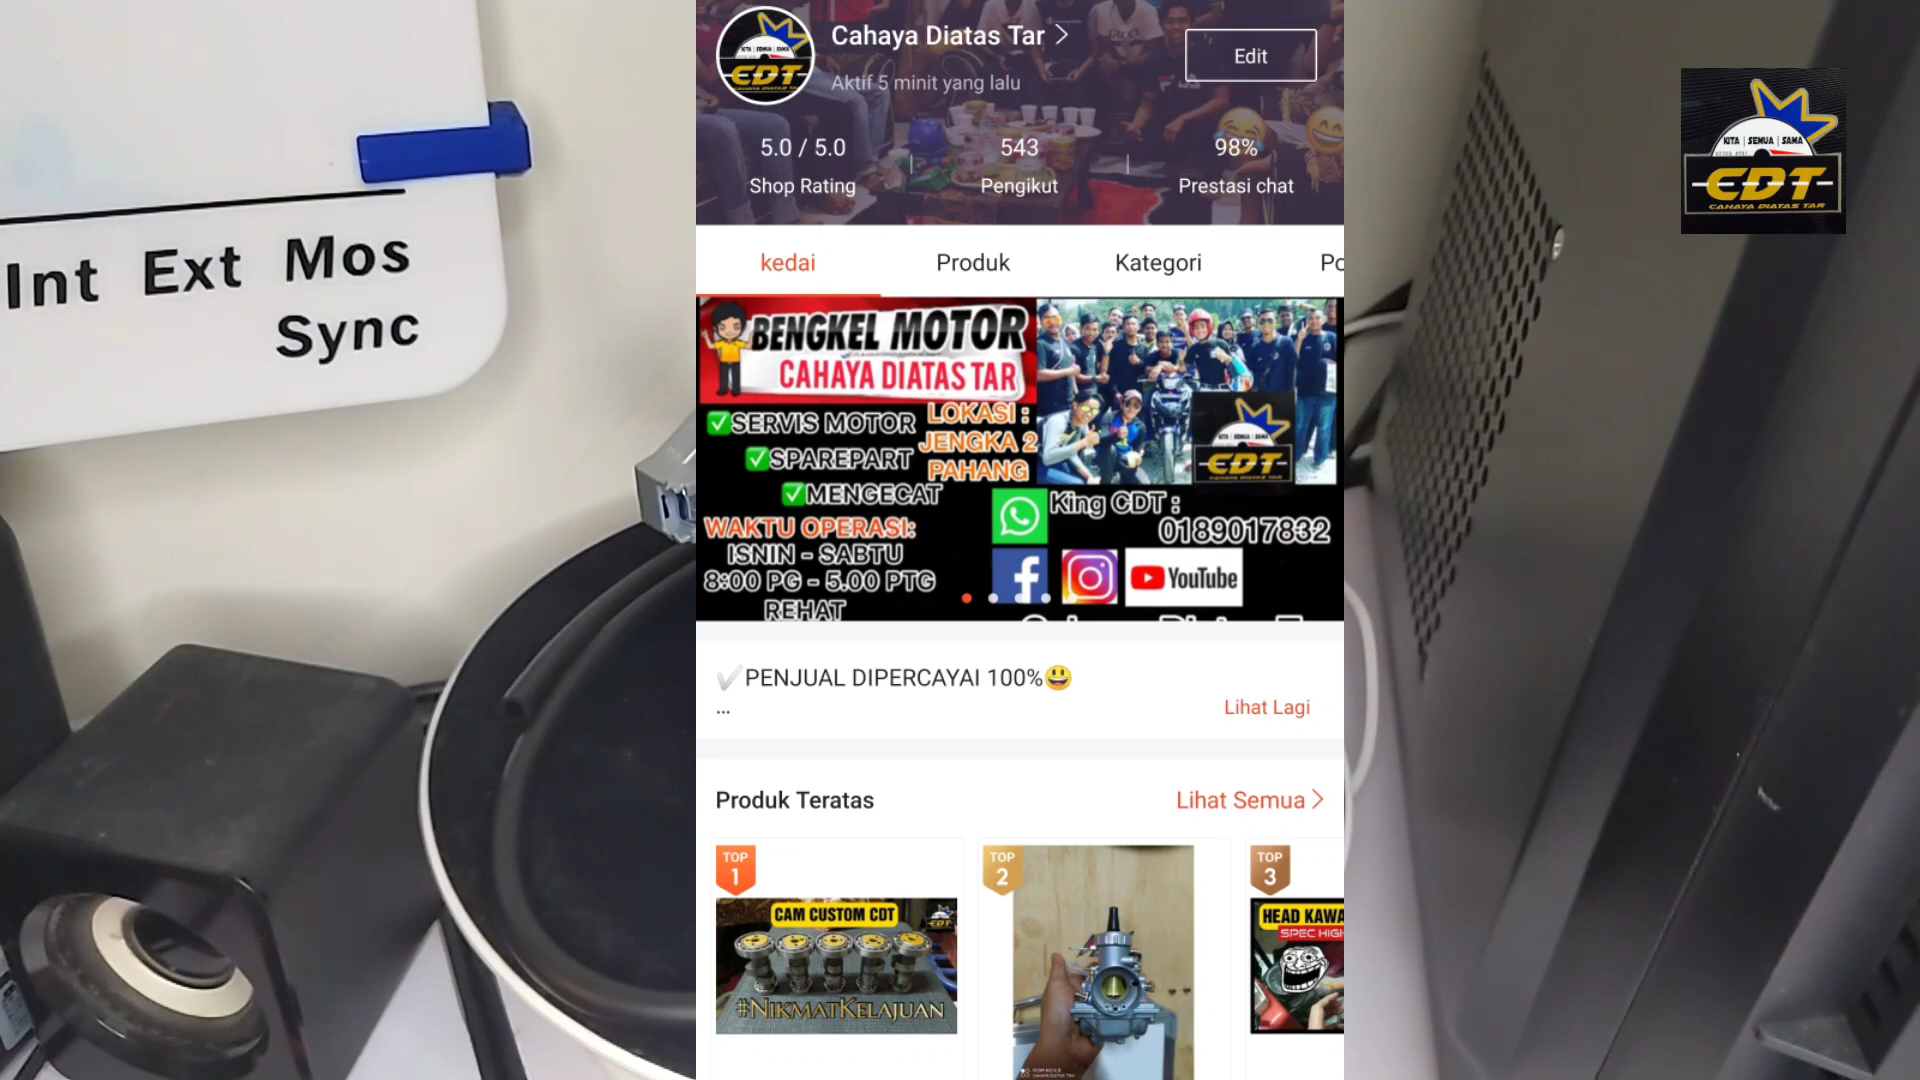 Int Ext Mos
Sync
Cahaya Diatas Tar
Edit
Aktif 5 minit yang lalu
5.0 / 5.0
543
98%
Shop Rating
Pengikut
Prestasi chat
kedai
Produk
Kategori
Po
BENGKEL MOTOR
CAHAYA DIATAS TAR
✅SERVIS MOTOR
✅SPAREPART
✅MENGECAT
LOKASI :
JENGKA 2
PAHANG
WAKTU OPERASI:
ISNIN - SABTU
8:00 PG - 5.00 PTG
REHAT
King CDT :
0189017832
YouTube
KITA | SEMUA | SAMA
CDT
✔PENJUAL DIPERCAYAI 100%😃
...
Lihat Lagi
Produk Teratas
Lihat Semua
TOP
1
CAM CUSTOM CDT
#NIKMATKELAJUAN
TOP
2
TOP
3
HEAD KAWA
SPEC HIGH
KITA | SEMUA | SAMA
CDT
CAHAYA DIATAS TAR